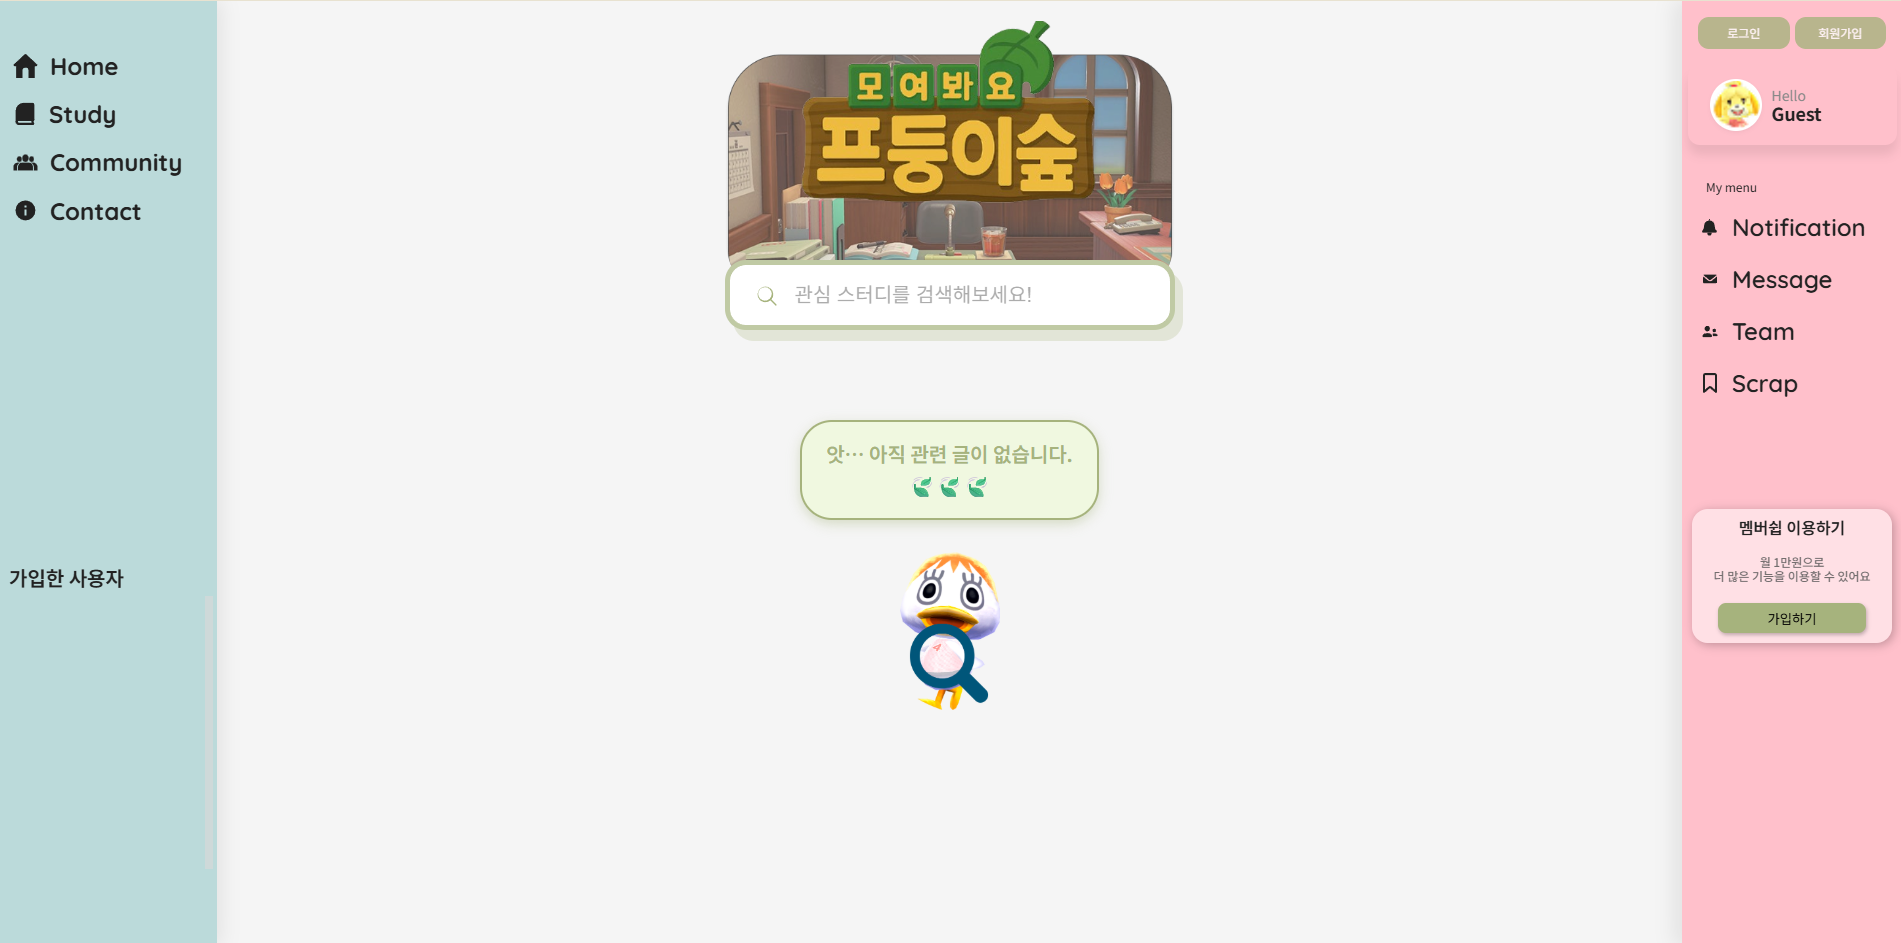 Home
Study
Community
Contact
가입한 사용자
모여봐요
프둥이숲
관심 스터디를 검색해보세요!
앗… 아직 관련 글이 없습니다.
로그인
회원가입
Hello
Guest
My menu
Notification
Message
Team
Scrap
멤버쉽 이용하기
월 1만원으로
더 많은 기능을 이용할 수 있어요
가입하기